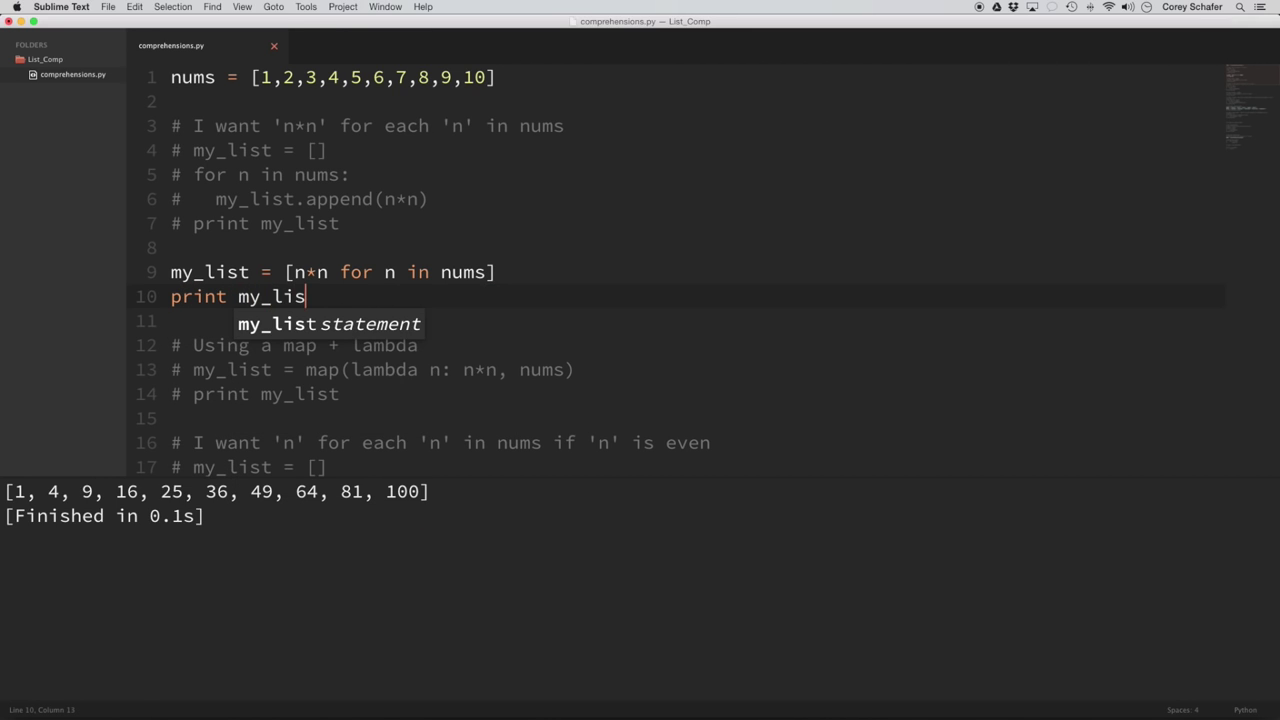 Sublime Text File Edit Selection Find View Goto Tools Project Window Help Corey Schafer
comprehensions.py — List_Comp
FOLDERS
List_Comp
comprehensions.py
comprehensions.py ×
1 nums = [1,2,3,4,5,6,7,8,9,10]
2
3 # I want 'n*n' for each 'n' in nums
4 # my_list = []
5 # for n in nums:
6 #   my_list.append(n*n)
7 # print my_list
8
9 my_list = [n*n for n in nums]
10 print my_lis
my_list statement
11
12 # Using a map + lambda
13 # my_list = map(lambda n: n*n, nums)
14 # print my_list
15
16 # I want 'n' for each 'n' in nums if 'n' is even
17 # my_list = []
[1, 4, 9, 16, 25, 36, 49, 64, 81, 100]
[Finished in 0.1s]
Line 10, Column 13 Spaces: 4 Python